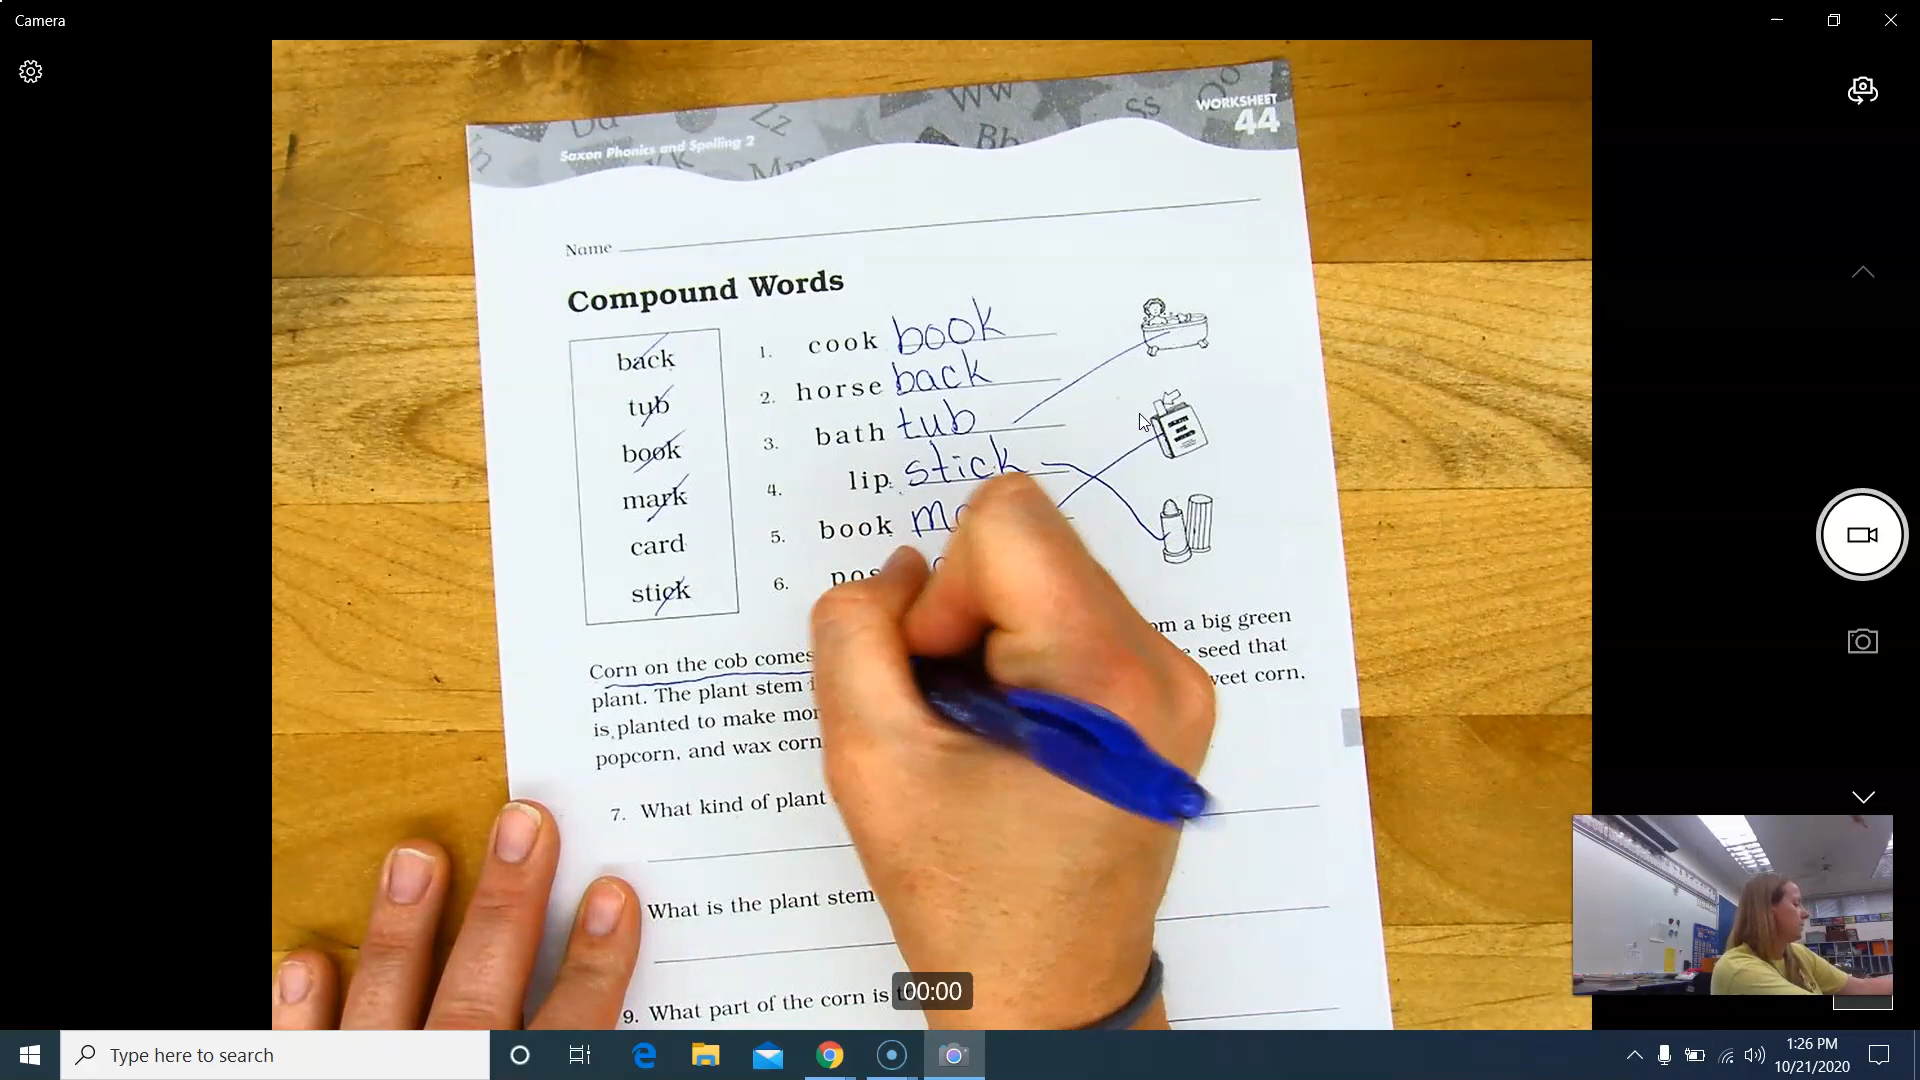 Camera
WORKSHEET
44
Saxon Phonics and Spelling 2
Name
Compound Words
back
tub
book
mark
card
stick
1. cook book
2. horse back
3. bath tub
4. lip stick
5. book
6.
Corn on the cob comes om a big green
plant. The plant stem seed that
is planted to make corn,
popcorn, and wax corn
7. What kind of plant
What is the plant stem
9. What part of the corn is
00:00
Type here to search
1:26 PM
10/21/2020